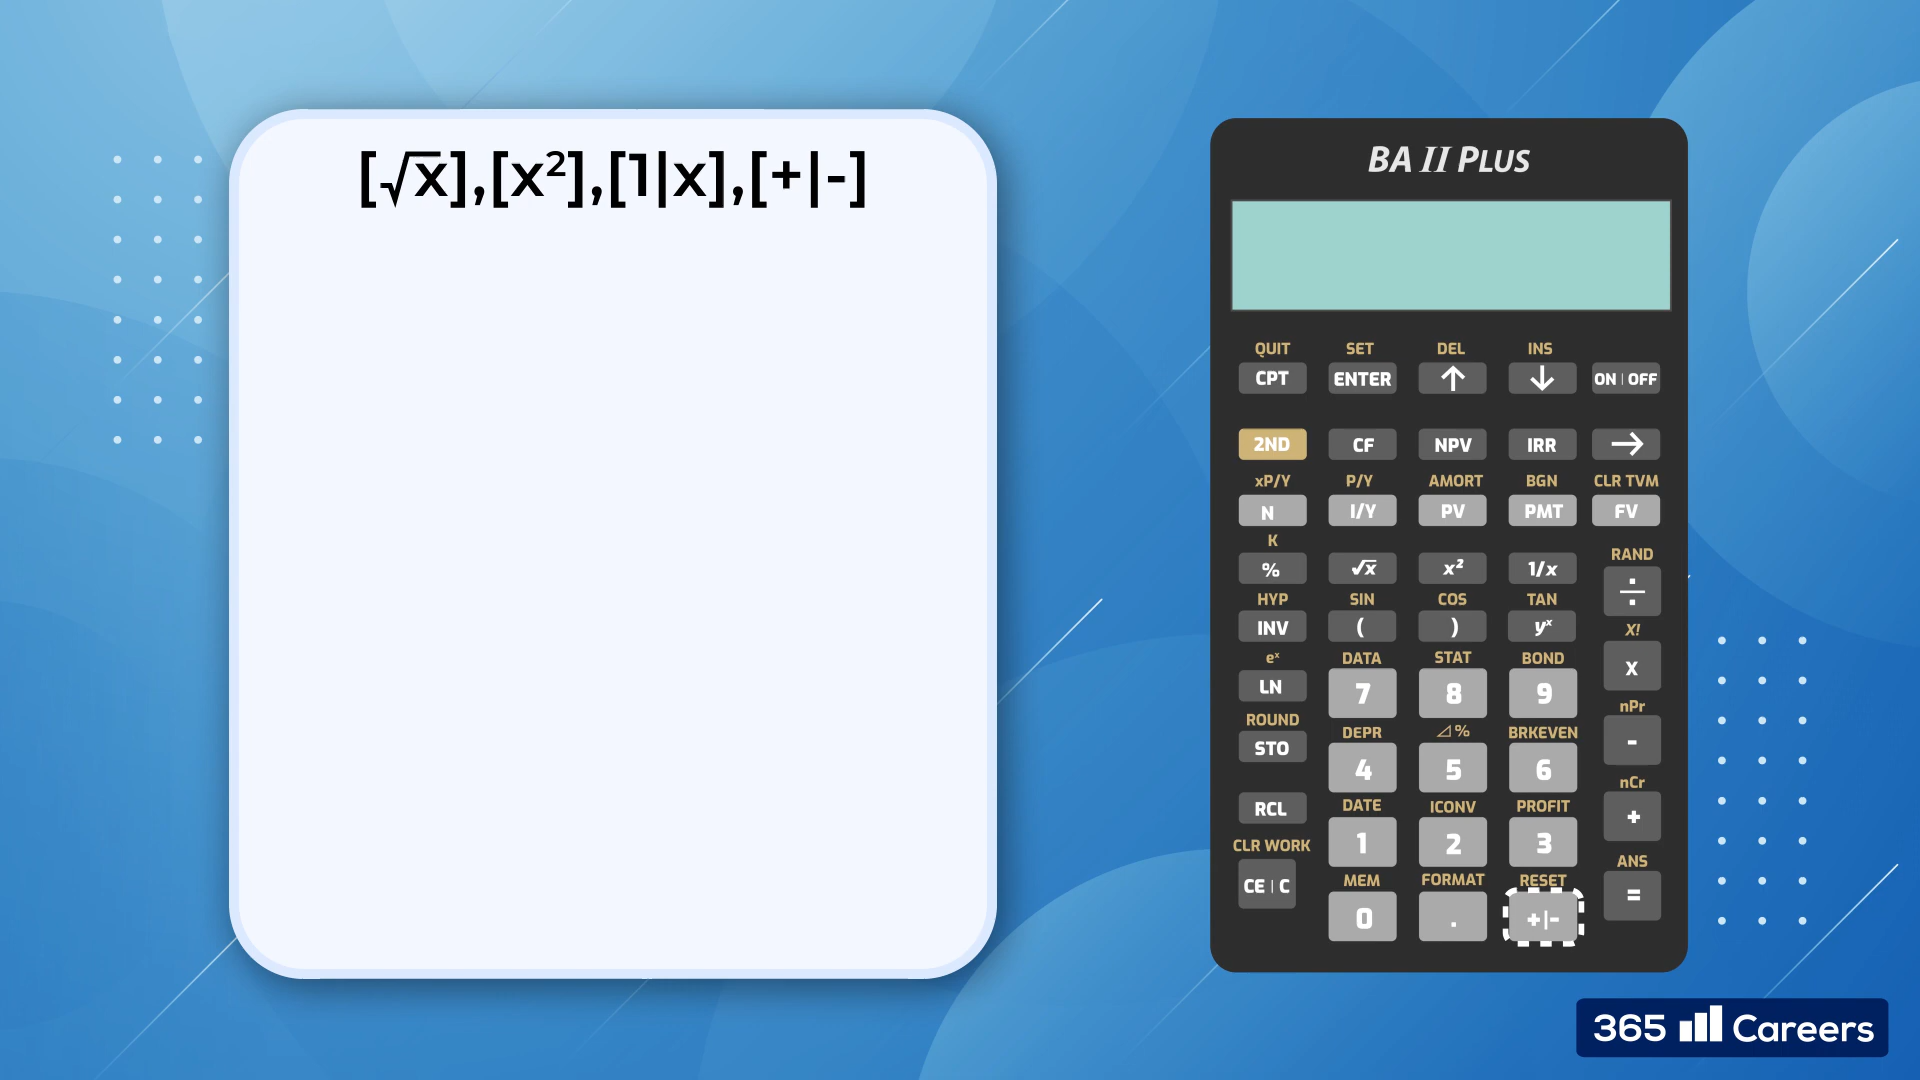 [√x],[x²],[1|x],[+|-]
BA II PLUS
QUIT SET DEL INS
CPT ENTER ↑ ↓ ON | OFF
2ND CF NPV IRR →
xP/Y P/Y AMORT BGN CLR TVM
N I/Y PV PMT FV
K RAND
% √x x² 1/x ÷
HYP SIN COS TAN X!
INV ( ) yˣ x
eˣ DATA STAT BOND
LN 7 8 9 nPr
ROUND DEPR ⊿% BRKEVEN
STO 4 5 6 -
DATE ICONV PROFIT nCr
RCL 1 2 3 +
CLR WORK MEM FORMAT RESET ANS
CE | C 0 . +|- =
365 Careers